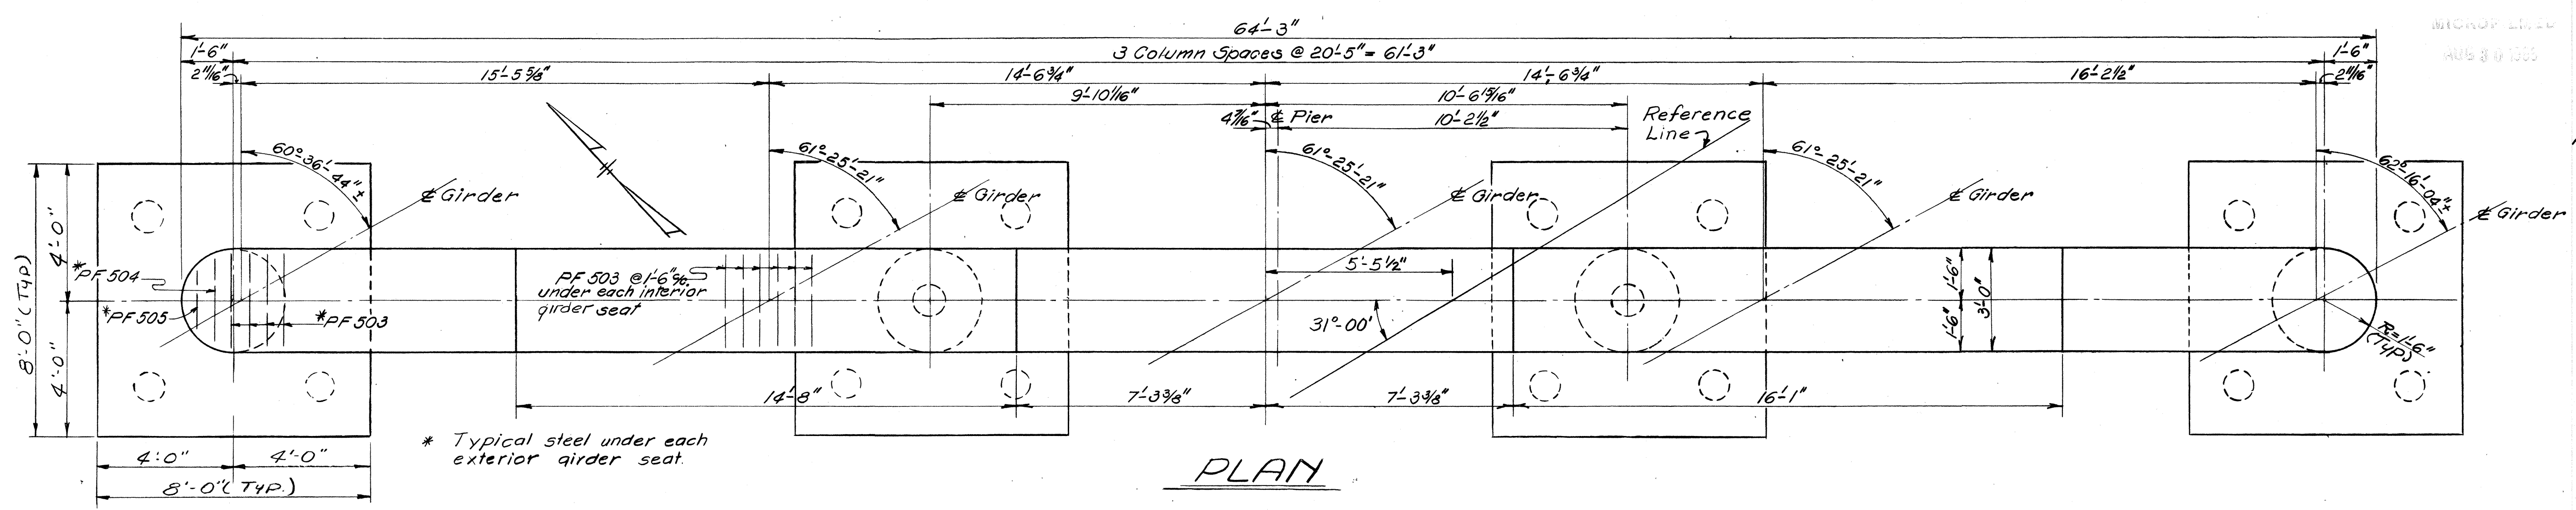 64'-3"
1'-6"
3 Column Spaces @ 20'-5" = 61'-3"
1'-6"
2 11/16"
15'-5 5/8"
14'-6 3/4"
14'-6 3/4"
16'-2 1/2"
2 11/16"
9'-10 1/16"
10'-6 15/16"
4 7/16"
℄ Pier
10'-2 1/2"
Reference
Line
60°-36'-44"±
61°-25'-21"
61°-25'-21"
61°-25'-21"
62°-16'-04"±
℄ Girder
℄ Girder
℄ Girder
℄ Girder
℄ Girder
8'-0" (TYP)
4'-0"
4'-0"
* PF 504
* PF 505
* PF 503
PF 503 @ 1'-6" %
under each interior
girder seat
5'-5 1/2"
31°-00'
1'-6"
1'-6"
3'-0"
R=1'-6"
(TYP)
14'-8"
7'-3 3/8"
7'-3 3/8"
16'-1"
4'-0"
4'-0"
8'-0" (TYP.)
* Typical steel under each
exterior girder seat.
PLAN